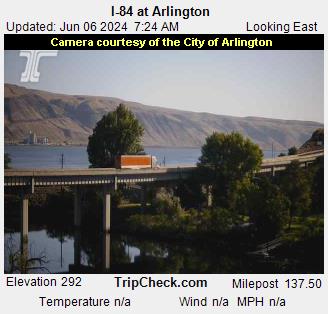 I-84 at Arlington
Updated: Jun 06 2024 7:24 AM Looking East
Camera courtesy of the City of Arlington
Elevation 292 TripCheck.com Milepost 137.50
Temperature n/a Wind n/a MPH n/a